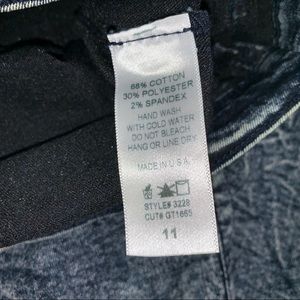 68% COTTON
30% POLYESTER
2% SPANDEX
HAND WASH
WITH COLD WATER
DO NOT BLEACH
HANG OR LINE DRY
MADE IN U.S.A.
STYLE# 3228
CUT# GT1665
11